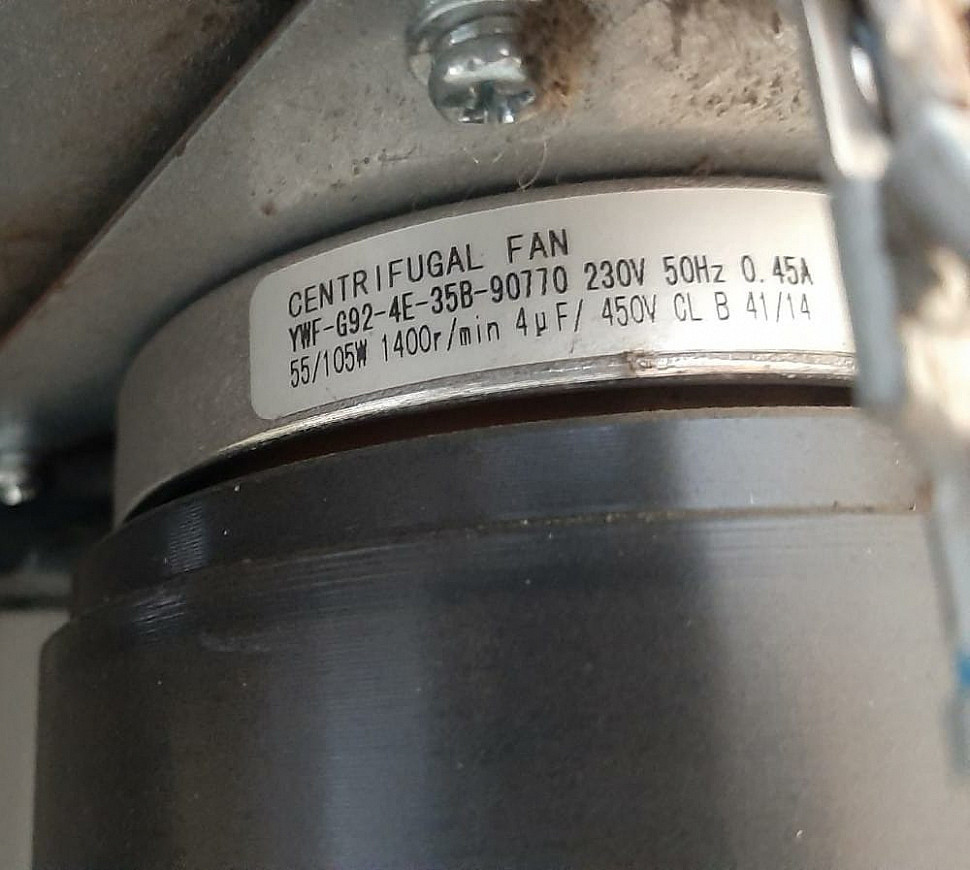 CENTRIFUGAL FAN
YWF-G92-4E-35B-90770 230V 50Hz 0.45A
55/105W 1400r/min 4μF/ 450V CL B 41/14